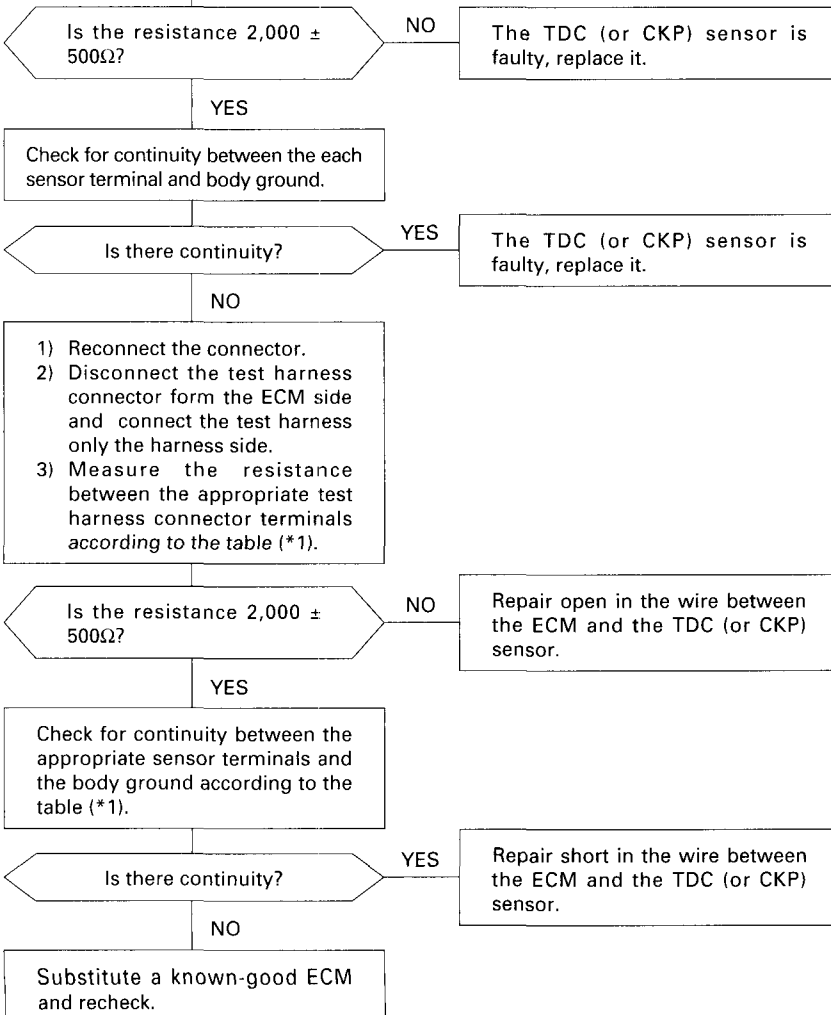 Is the resistance 2,000 ±
500Ω?
NO
The TDC (or CKP) sensor is
faulty, replace it.
YES
Check for continuity between the each
sensor terminal and body ground.
Is there continuity?
YES
The TDC (or CKP) sensor is
faulty, replace it.
NO
1) Reconnect the connector.
2) Disconnect the test harness
connector form the ECM side
and connect the test harness
only the harness side.
3) Measure the resistance
between the appropriate test
harness connector terminals
according to the table (*1).
Is the resistance 2,000 ±
500Ω?
NO
Repair open in the wire between
the ECM and the TDC (or CKP)
sensor.
YES
Check for continuity between the
appropriate sensor terminals and
the body ground according to the
table (*1).
Is there continuity?
YES
Repair short in the wire between
the ECM and the TDC (or CKP)
sensor.
NO
Substitute a known-good ECM
and recheck.